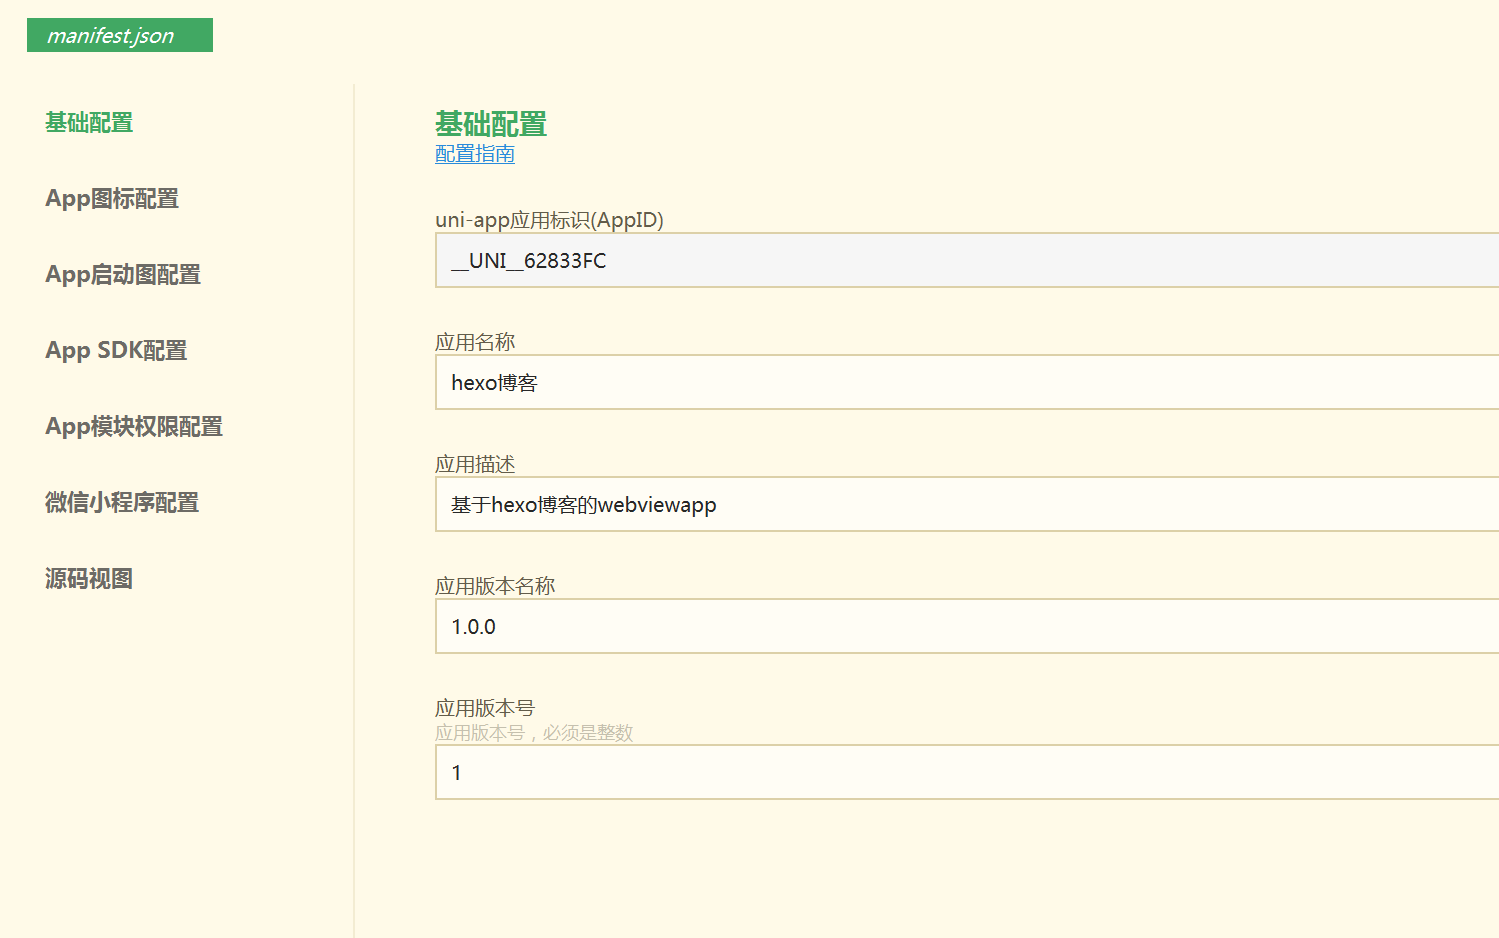 manifest.json
基础配置
App图标配置
App启动图配置
App SDK配置
App模块权限配置
微信小程序配置
源码视图
基础配置
配置指南
uni-app应用标识(AppID)
__UNI__62833FC
应用名称
hexo博客
应用描述
基于hexo博客的webviewapp
应用版本名称
1.0.0
应用版本号
应用版本号，必须是整数
1